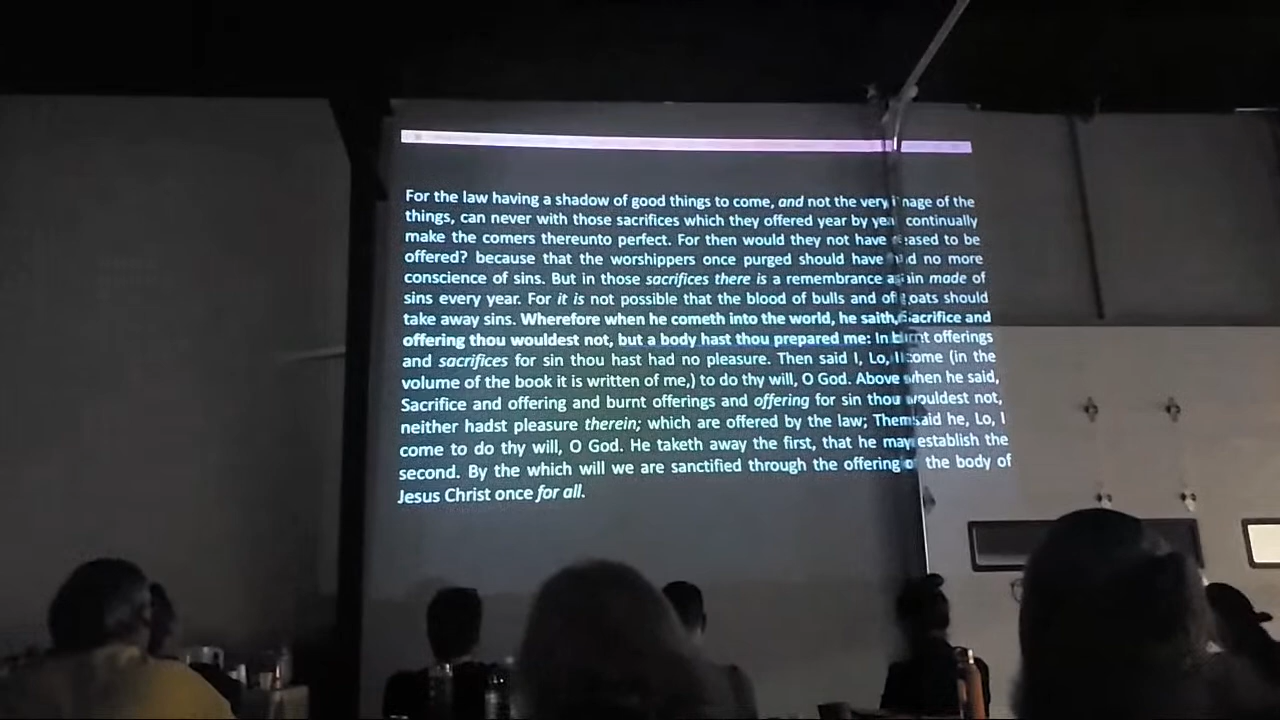 For the law having a shadow of good things to come, and not the very image of the
things, can never with those sacrifices which they offered year by year continually
make the comers thereunto perfect. For then would they not have ceased to be
offered? because that the worshippers once purged should have had no more
conscience of sins. But in those sacrifices there is a remembrance again made of
sins every year. For it is not possible that the blood of bulls and of goats should
take away sins. Wherefore when he cometh into the world, he saith, Sacrifice and
offering thou wouldest not, but a body hast thou prepared me: In burnt offerings
and sacrifices for sin thou hast had no pleasure. Then said I, Lo, I come (in the
volume of the book it is written of me,) to do thy will, O God. Above when he said,
Sacrifice and offering and burnt offerings and offering for sin thou wouldest not,
neither hadst pleasure therein; which are offered by the law; Then said he, Lo, I
come to do thy will, O God. He taketh away the first, that he may establish the
second. By the which will we are sanctified through the offering of the body of
Jesus Christ once for all.